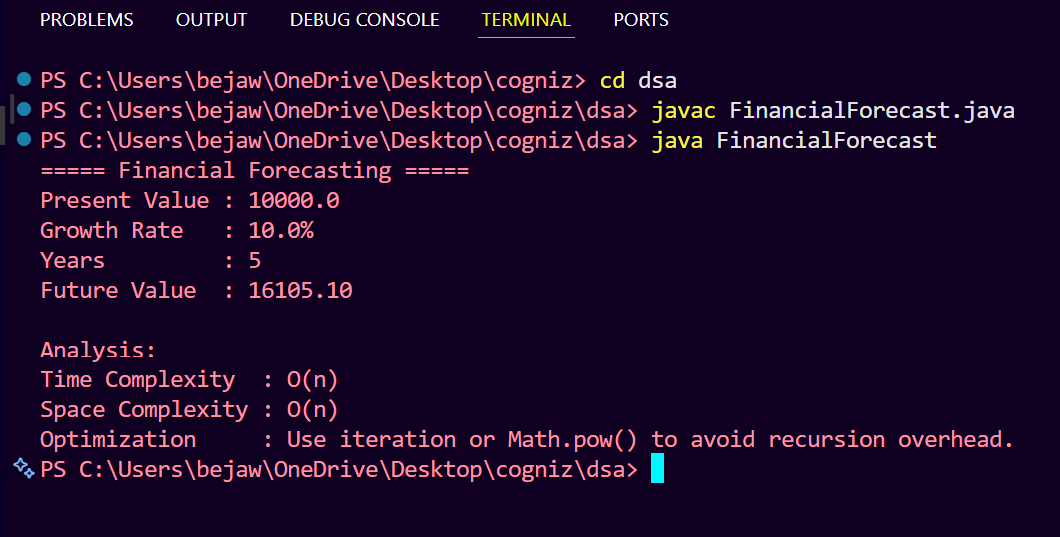 PROBLEMS OUTPUT DEBUG CONSOLE TERMINAL PORTS
PS C:\Users\bejaw\OneDrive\Desktop\cogniz> cd dsa
PS C:\Users\bejaw\OneDrive\Desktop\cogniz\dsa> javac FinancialForecast.java
PS C:\Users\bejaw\OneDrive\Desktop\cogniz\dsa> java FinancialForecast
===== Financial Forecasting =====
Present Value : 10000.0
Growth Rate   : 10.0%
Years         : 5
Future Value  : 16105.10

Analysis:
Time Complexity  : O(n)
Space Complexity : O(n)
Optimization     : Use iteration or Math.pow() to avoid recursion overhead.
PS C:\Users\bejaw\OneDrive\Desktop\cogniz\dsa>